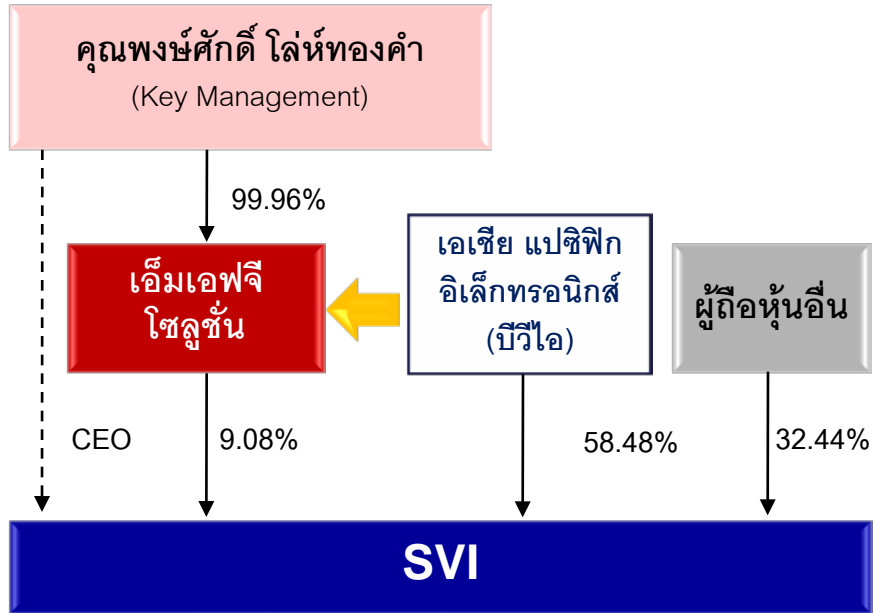 คุณพงษ์ศักดิ์ โล่ห์ทองคำ
(Key Management)
99.96%
เอ็มเอฟจี
โซลูชั่น
เอเชีย แปซิฟิก
อิเล็กทรอนิกส์
(บีวีไอ)
ผู้ถือหุ้นอื่น
CEO
9.08%
58.48%
32.44%
SVI